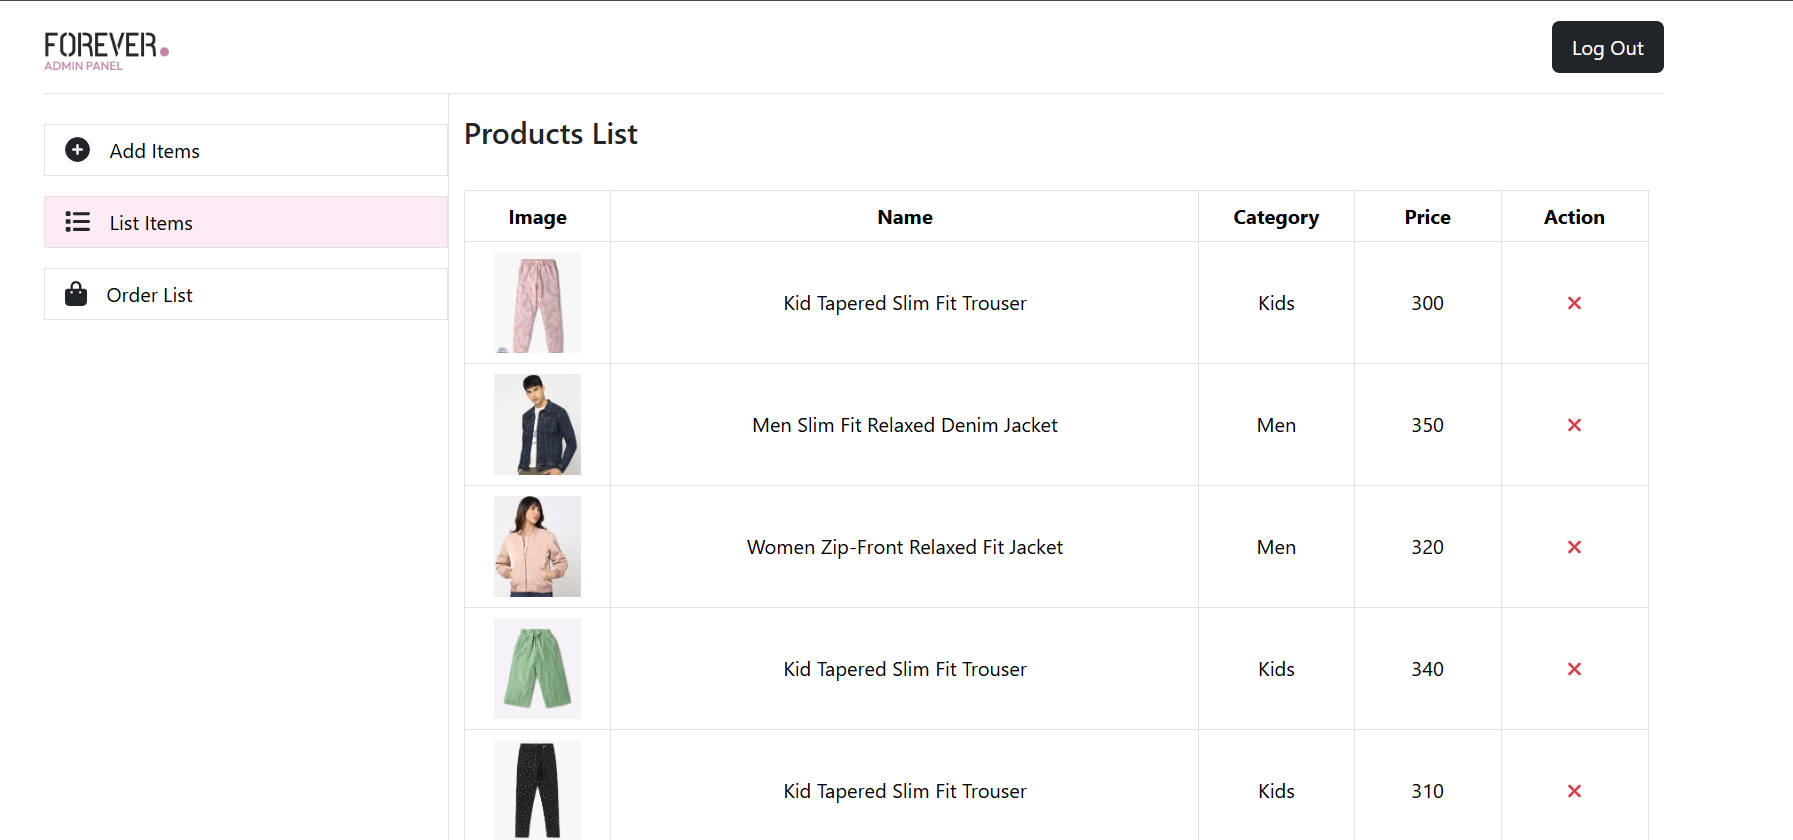 FOREVER.
ADMIN PANEL
Log Out
Add Items
List Items
Order List
Products List
Image Name Category Price Action
Kid Tapered Slim Fit Trouser Kids 300 ×
Men Slim Fit Relaxed Denim Jacket Men 350 ×
Women Zip-Front Relaxed Fit Jacket Men 320 ×
Kid Tapered Slim Fit Trouser Kids 340 ×
Kid Tapered Slim Fit Trouser Kids 310 ×